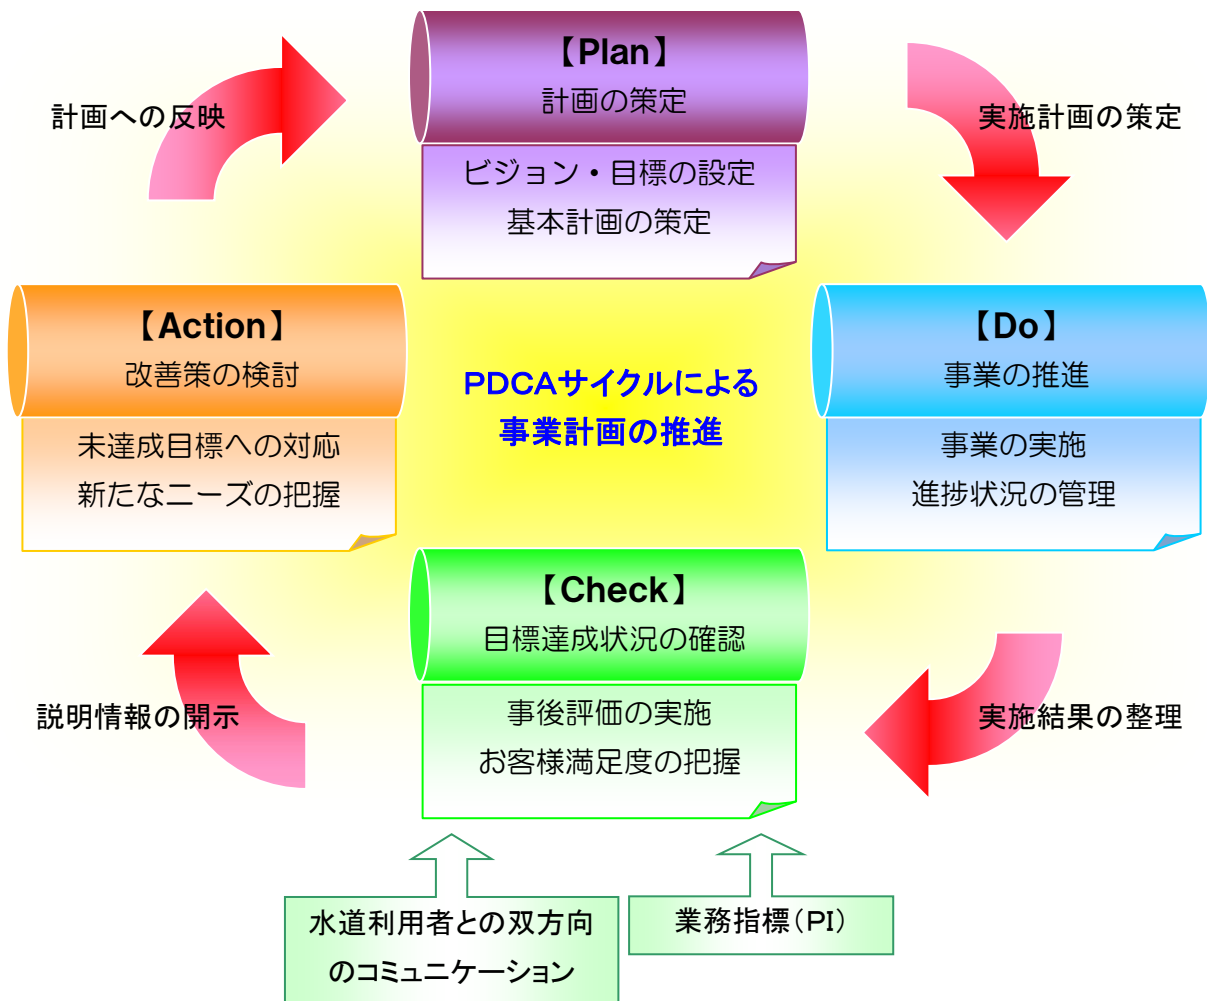 【Plan】
計画の策定
ビジョン・目標の設定
基本計画の策定
計画への反映
実施計画の策定
【Action】
改善策の検討
未達成目標への対応
新たなニーズの把握
PDCAサイクルによる
事業計画の推進
【Do】
事業の推進
事業の実施
進捗状況の管理
【Check】
目標達成状況の確認
事後評価の実施
お客様満足度の把握
説明情報の開示
実施結果の整理
水道利用者との双方向
のコミュニケーション
業務指標（PI）